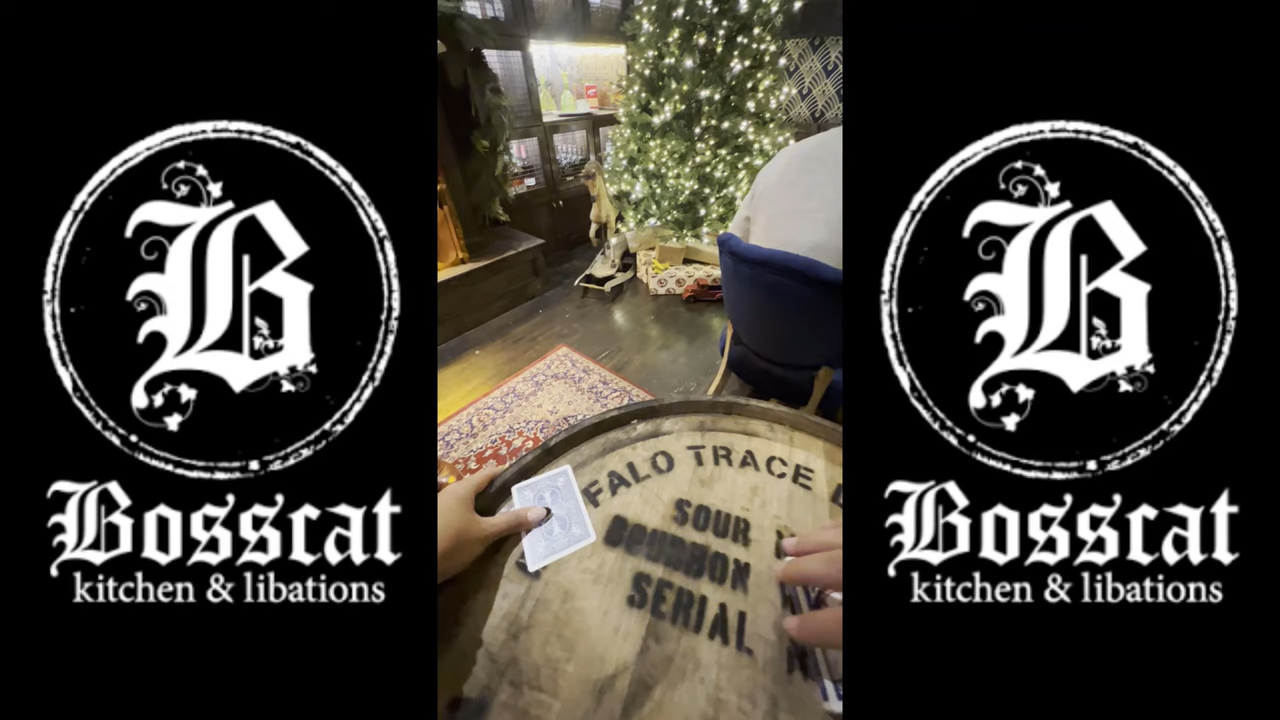 B
Bosscat
kitchen & libations
FALO TRACE
SOUR
BOURBON
SERIAL
B
Bosscat
kitchen & libations